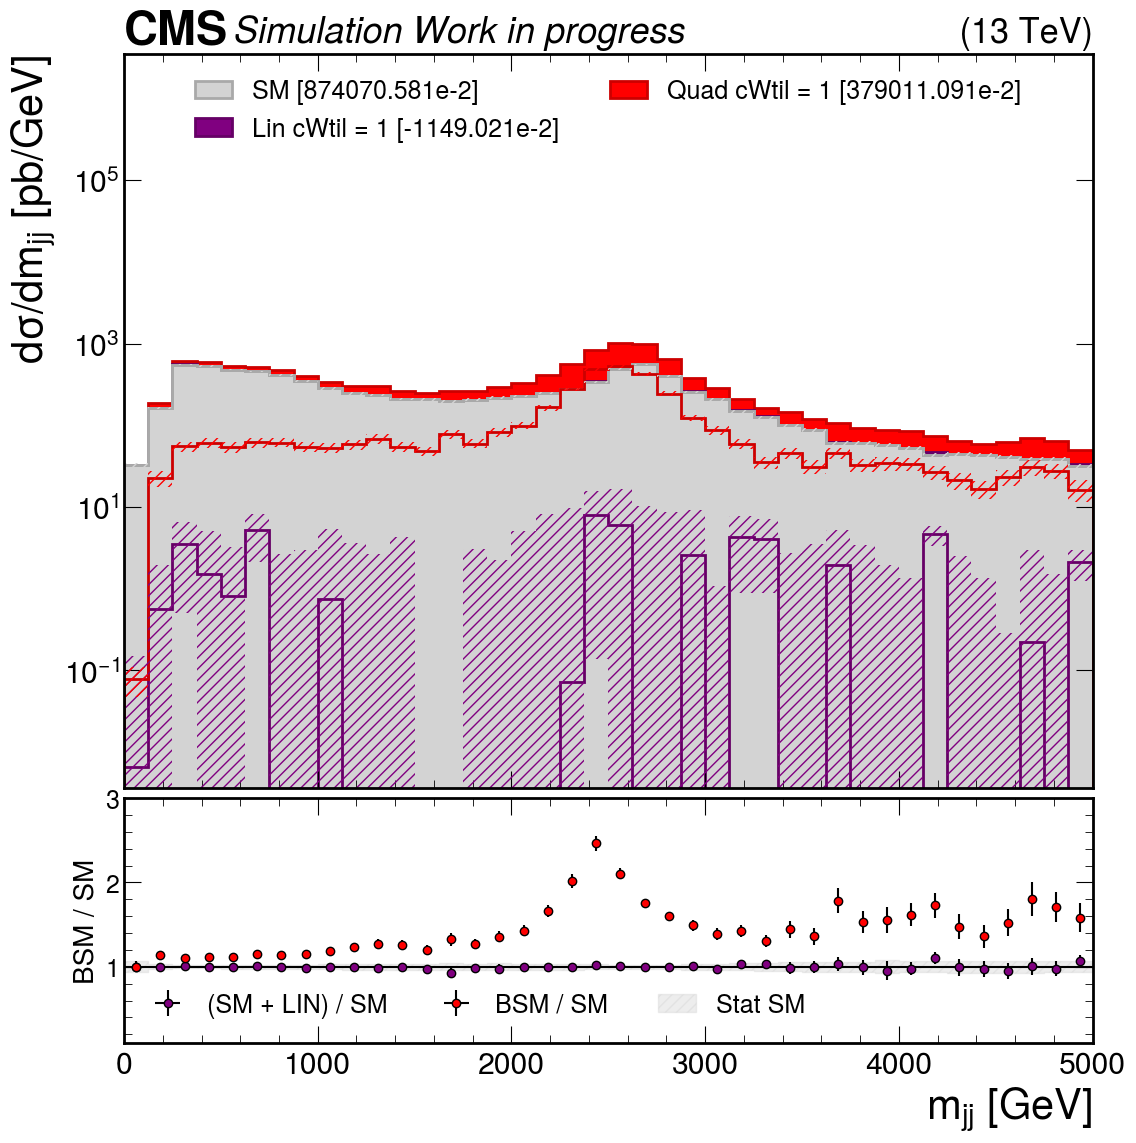 CMS Simulation Work in progress (13 TeV)
SM [874070.581e-2]
Quad cWtil = 1 [379011.091e-2]
Lin cWtil = 1 [-1149.021e-2]
dσ/dm_jj [pb/GeV]
10^5
10^3
10^1
10^−1
BSM / SM
3
2
1
(SM + LIN) / SM
BSM / SM
Stat SM
0 1000 2000 3000 4000 5000
m_jj [GeV]